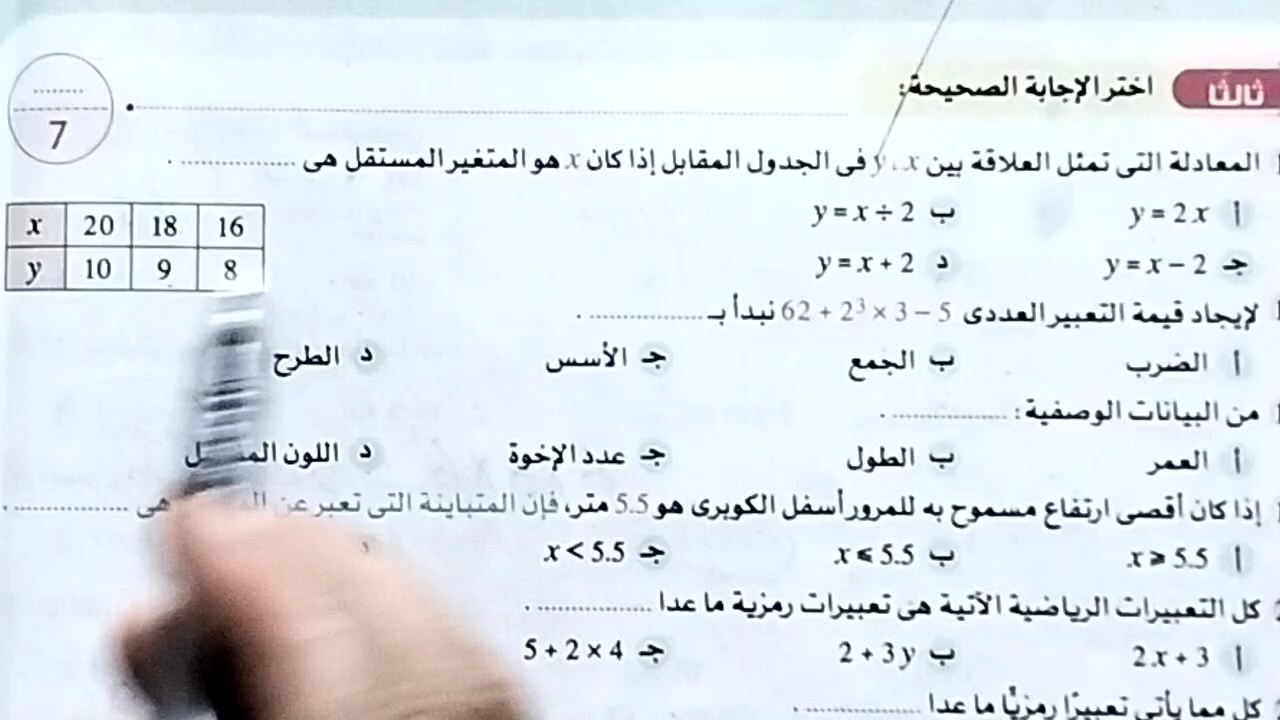 ثالثًا اختر الإجابة الصحيحة:
........
7
المعادلة التى تمثل العلاقة بين x ، y فى الجدول المقابل إذا كان x هو المتغير المستقل هى .................. .
أ y = 2x ب y = x ÷ 2
جـ y = x − 2 د y = x + 2
x 20 18 16
y 10 9 8
لإيجاد قيمة التعبير العددى 62 + 2³ × 3 − 5 نبدأ بـ .................. .
أ الضرب ب الجمع جـ الأسس د الطرح
من البيانات الوصفية: .................. .
أ العمر ب الطول جـ عدد الإخوة د اللون
إذا كان أقصى ارتفاع مسموح به للمرور أسفل الكوبرى هو 5.5 متر، فإن المتباينة التى تعبر عن هى .................. .
أ x ⩾ 5.5 ب x ⩽ 5.5 جـ x < 5.5
كل التعبيرات الرياضية الآتية هى تعبيرات رمزية ما عدا .................. .
أ 2x + 3 ب 2 + 3y جـ 5 + 2 × 4
كل مما يأتى تعبيرًا رمزيًا ما عدا .................. .